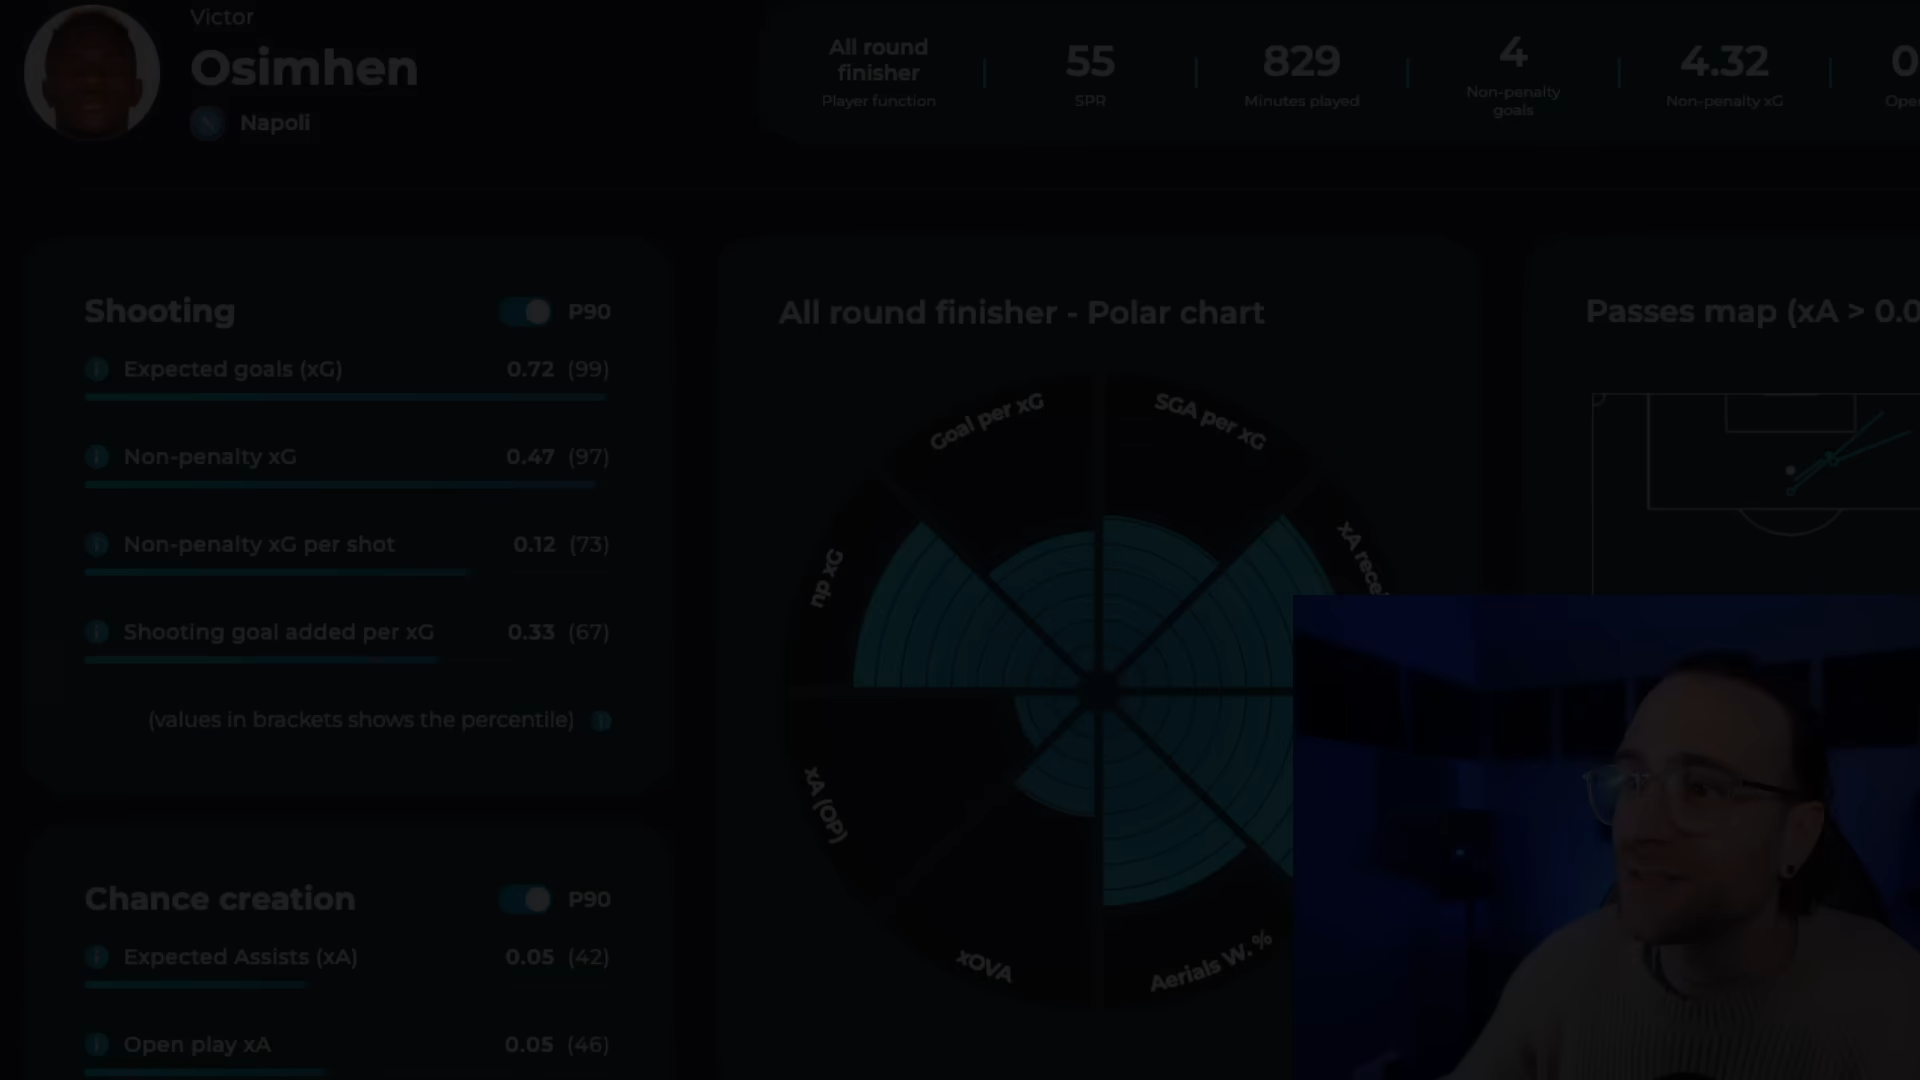 Victor
Osimhen
N
Napoli
All round
finisher
Player function
55
SPR
829
Minutes played
4
Non-penalty
goals
4.32
Non-penalty xG
0
Shooting
P90
Expected goals (xG)
0.72 (99)
Non-penalty xG
0.47 (97)
Non-penalty xG per shot
0.12 (73)
Shooting goal added per xG
0.33 (67)
(values in brackets shows the percentile)
Chance creation
P90
Expected Assists (xA)
0.05 (42)
Open play xA
0.05 (46)
All round finisher - Polar chart
Goal per xG
SGA per xG
np xG
xA
xA (OP)
xOVA
Aerials W. %
Passes map (xA > 0.0